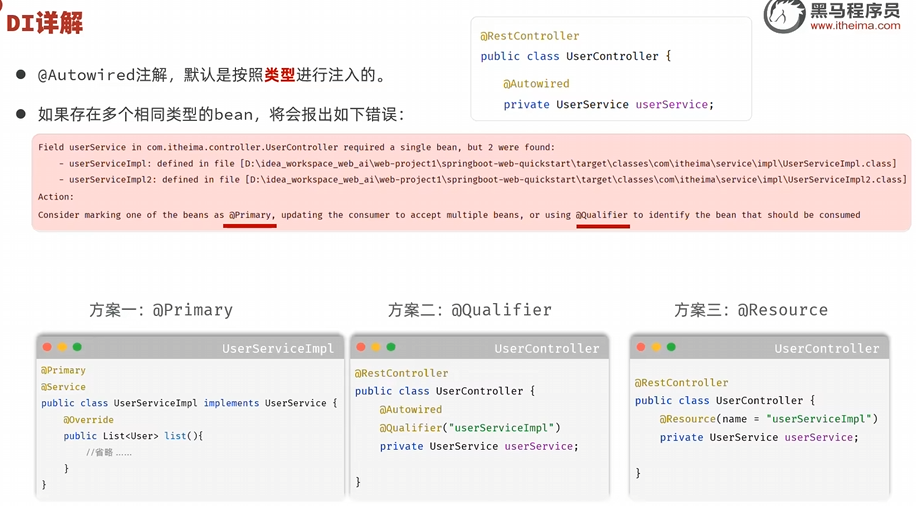 DI详解
黑马程序员
www.itheima.com
@RestController
public class UserController {
@Autowired
private UserService userService;
● @Autowired注解，默认是按照类型进行注入的。
● 如果存在多个相同类型的bean，将会报出如下错误：
Field userService in com.itheima.controller.UserController required a single bean, but 2 were found:
- userServiceImpl: defined in file [D:\idea_workspace_web_ai\web-project1\springboot-web-quickstart\target\classes\com\itheima\service\impl\UserServiceImpl.class]
- userServiceImpl2: defined in file [D:\idea_workspace_web_ai\web-project1\springboot-web-quickstart\target\classes\com\itheima\service\impl\UserServiceImpl2.class]
Action:
Consider marking one of the beans as @Primary, updating the consumer to accept multiple beans, or using @Qualifier to identify the bean that should be consumed
方案一：@Primary
UserServiceImpl
@Primary
@Service
public class UserServiceImpl implements UserService {
@Override
public List<User> list(){
//省略 ......
}
}
方案二：@Qualifier
UserController
@RestController
public class UserController {
@Autowired
@Qualifier("userServiceImpl")
private UserService userService;
}
方案三：@Resource
UserController
@RestController
public class UserController {
@Resource(name = "userServiceImpl")
private UserService userService;
}